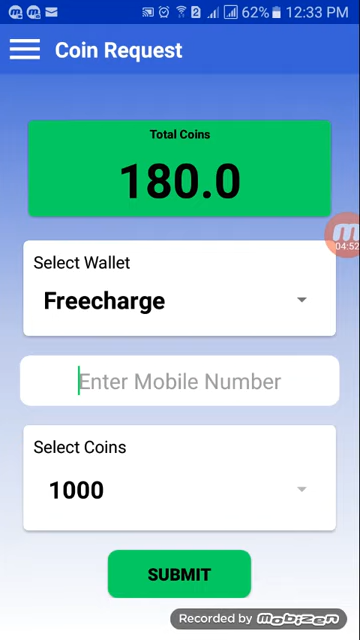 2 62% 12:33 PM
Coin Request
Total Coins
180.0
04:52
Select Wallet
Freecharge
Enter Mobile Number
Select Coins
1000
SUBMIT
Recorded by mobizen